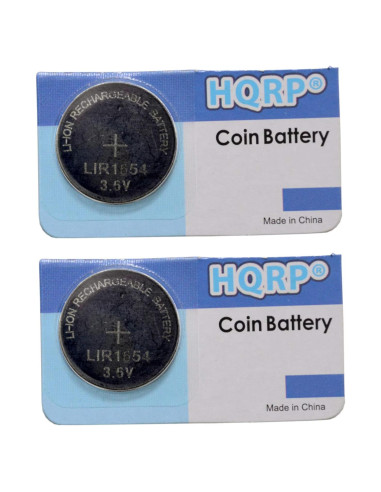 LI-ION RECHARGEABLE BATTERY
+
LIR1654
3.6V
HQRP®
Coin Battery
Made in China
LI-ION RECHARGEABLE BATTERY
+
LIR1654
3.6V
HQRP®
Coin Battery
Made in China